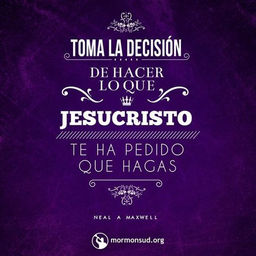 TOMA LA DECISIÓN
DE HACER
LO QUE
JESUCRISTO
TE HA PEDIDO
QUE HAGAS
NEAL A MAXWELL
mormonsud.org